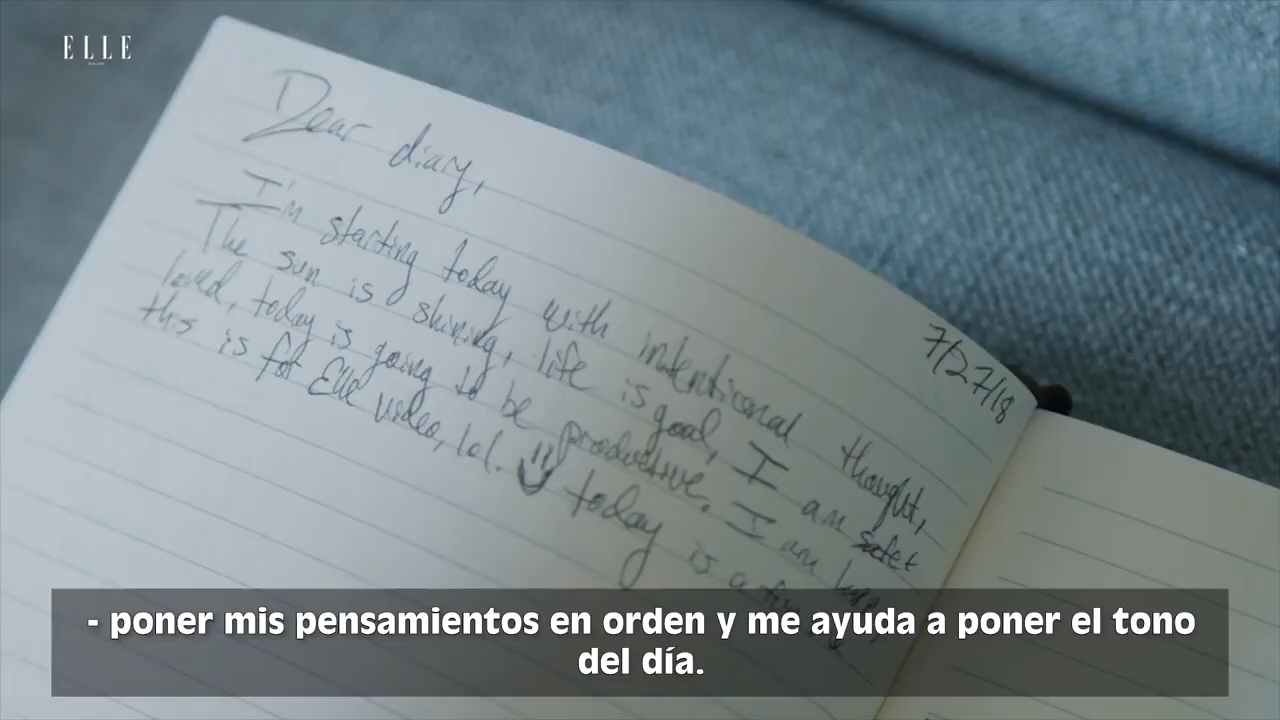 ELLE
Dear diary,
7/27/18
I'm starting today with intentional thought,
The sun is shining, life is good, I am safe &
loved, today is going to be productive. I am happy,
this is for Elle video, lol. today is a
- poner mis pensamientos en orden y me ayuda a poner el tono
del día.